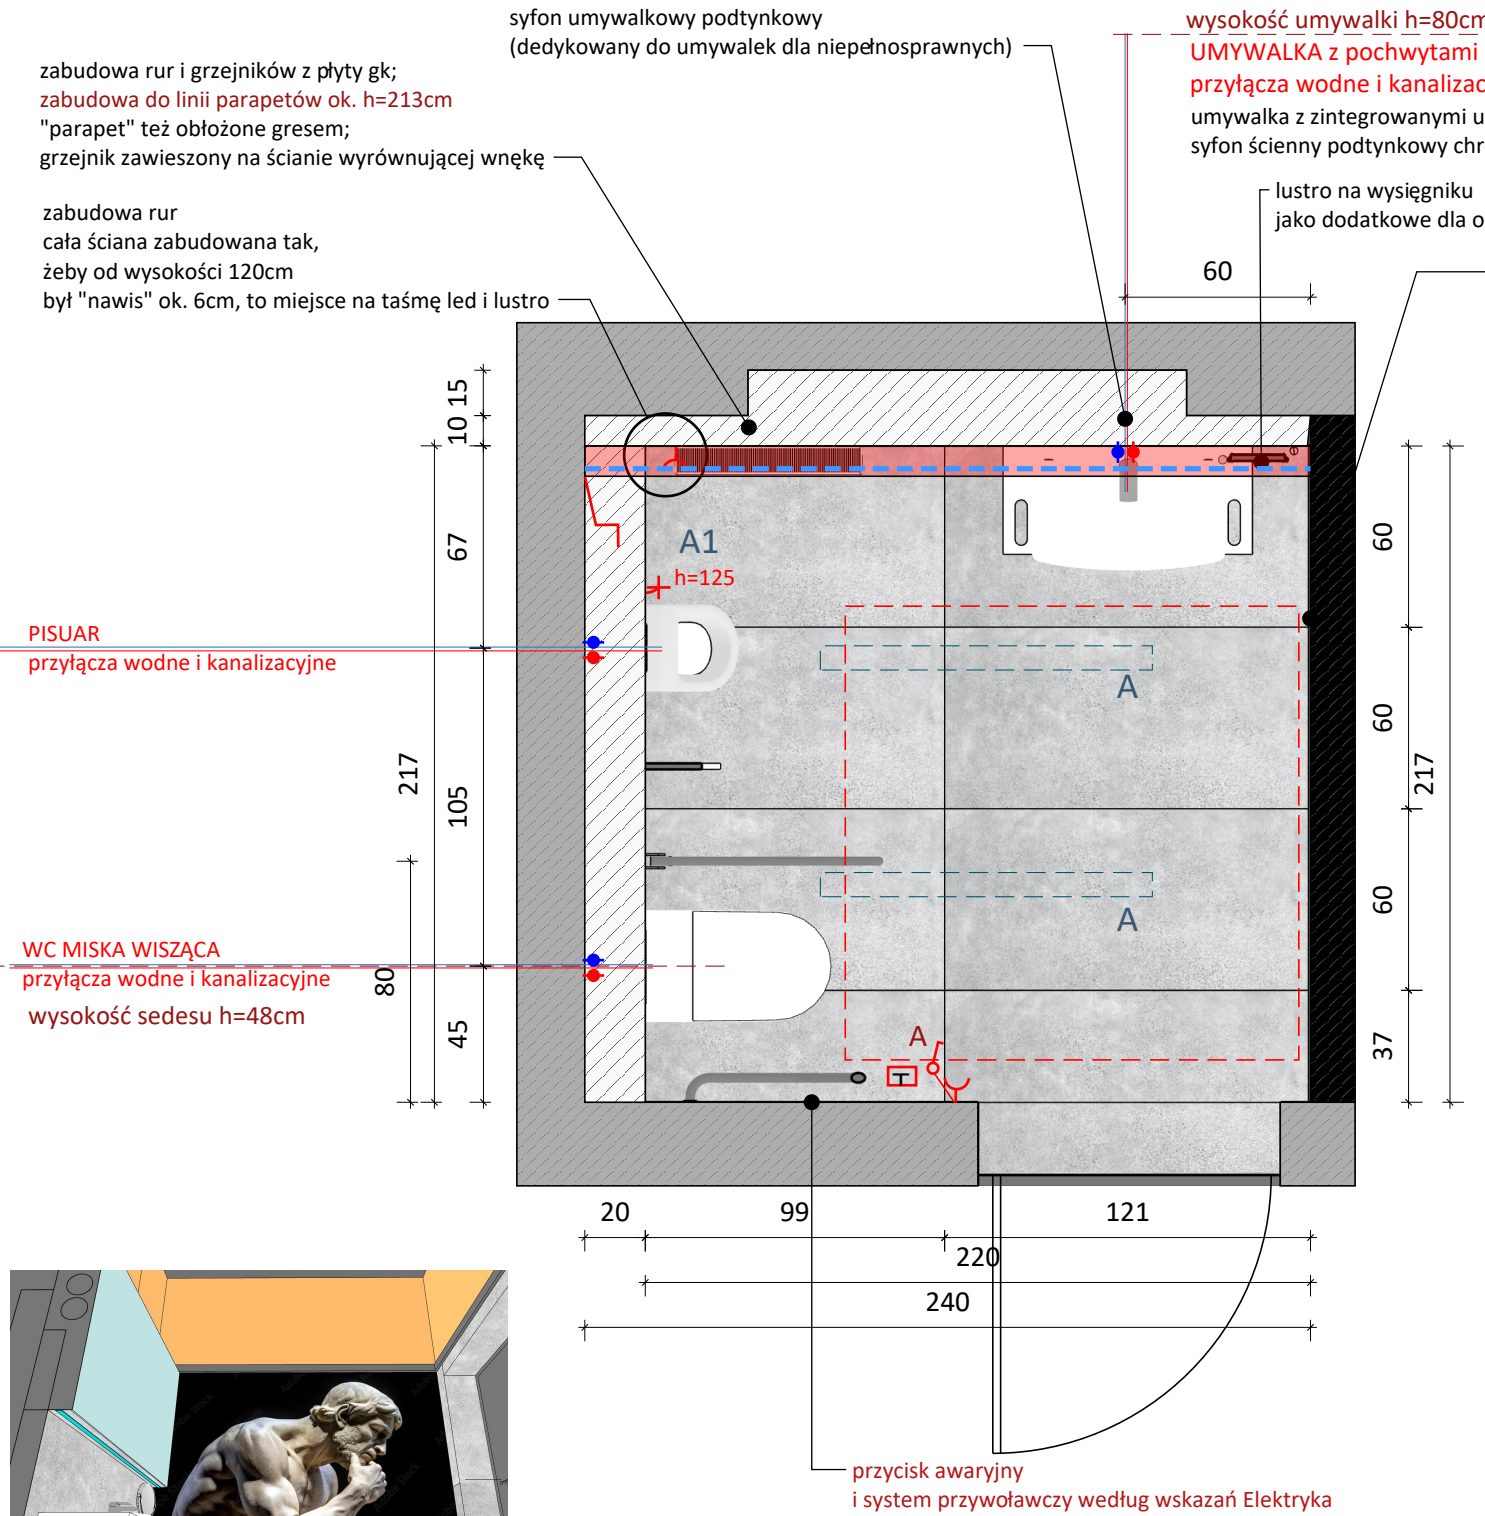 syfon umywalkowy podtynkowy
(dedykowany do umywalek dla niepełnosprawnych)
wysokość umywalki h=80cm
UMYWALKA z pochwytami
przyłącza wodne i kanalizac
umywalka z zintegrowanymi u
syfon ścienny podtynkowy chr
lustro na wysięgniku
jako dodatkowe dla o
zabudowa rur i grzejników z płyty gk;
zabudowa do linii parapetów ok. h=213cm
"parapet" też obłożone gresem;
grzejnik zawieszony na ścianie wyrównującej wnękę
zabudowa rur
cała ściana zabudowana tak,
żeby od wysokości 120cm
był "nawis" ok. 6cm, to miejsce na taśmę led i lustro
60
15
10
67
217
105
80
45
A1
h=125
PISUAR
przyłącza wodne i kanalizacyjne
WC MISKA WISZĄCA
przyłącza wodne i kanalizacyjne
wysokość sedesu h=48cm
A
A
A
T
60
60
60
37
217
20
99
121
220
240
przycisk awaryjny
i system przywoławczy według wskazań Elektryka